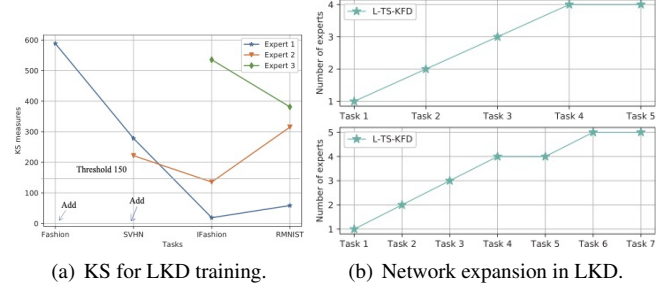 KS measures
600
500
400
300
200
100
0
Expert 1
Expert 2
Expert 3
Threshold 150
Add
Add
Fashion SVHN IFashion RMNIST
Tasks
(a) KS for LKD training.
Number of experts
4
3
2
1
L-TS-KFD
Task 1 Task 2 Task 3 Task 4 Task 5
Number of experts
5
4
3
2
1
L-TS-KFD
Task 1 Task 2 Task 3 Task 4 Task 5 Task 6 Task 7
(b) Network expansion in LKD.